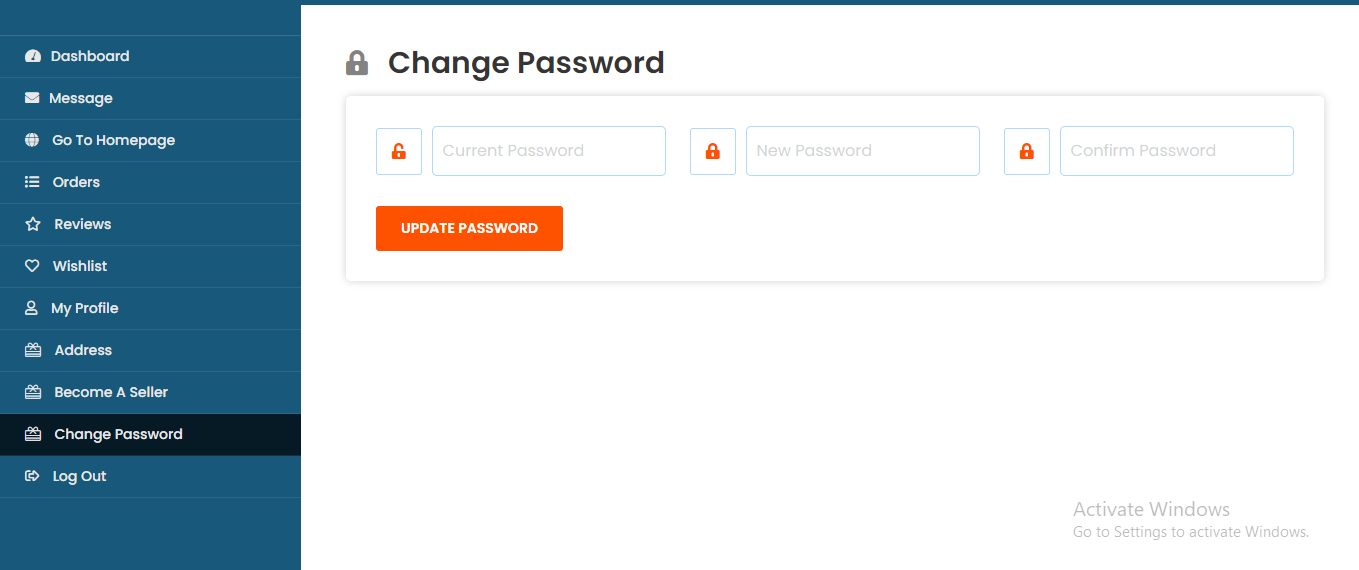 Dashboard
Message
Go To Homepage
Orders
Reviews
Wishlist
My Profile
Address
Become A Seller
Change Password
Log Out
Change Password
Current Password
New Password
Confirm Password
UPDATE PASSWORD
Activate Windows
Go to Settings to activate Windows.